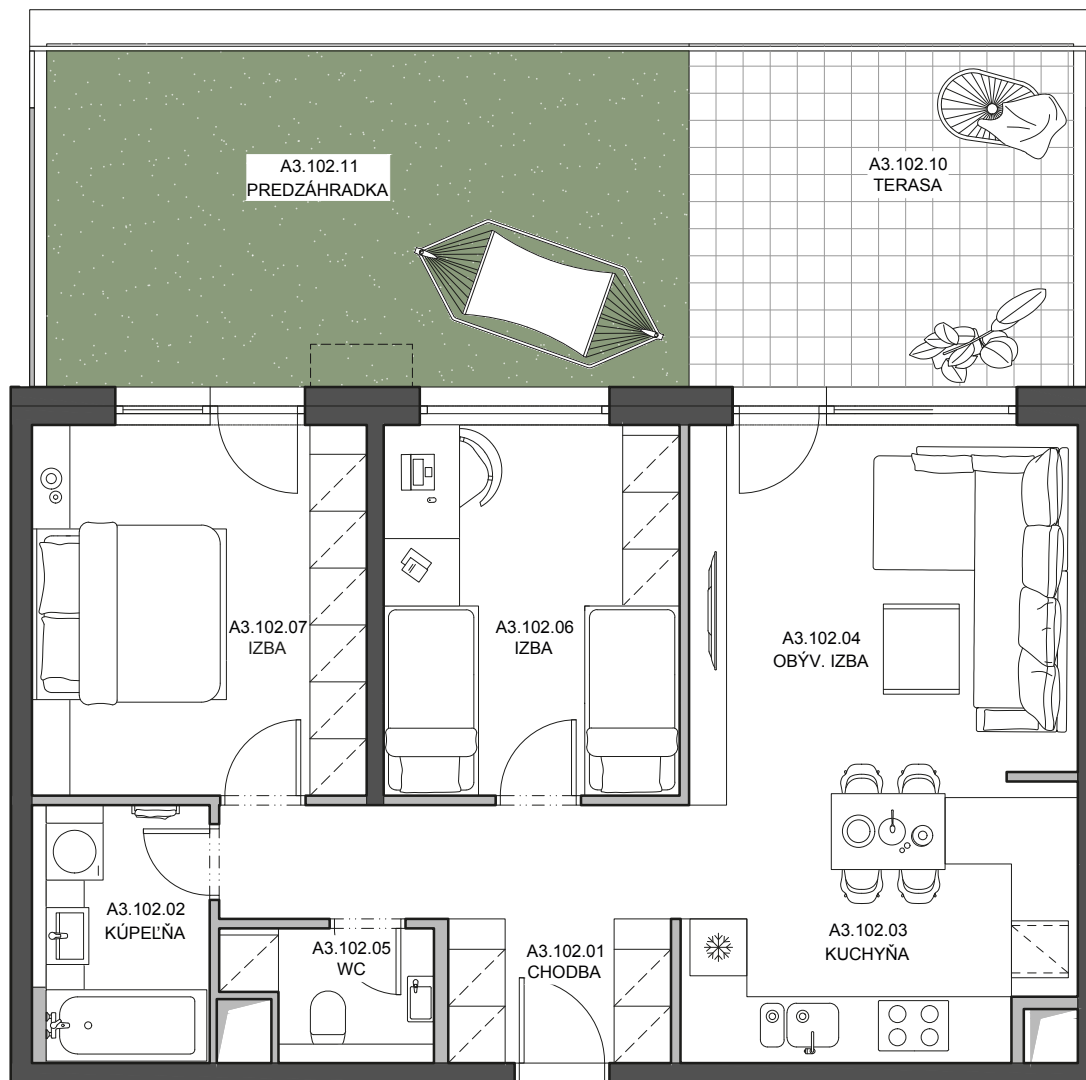 A3.102.11
PREDZÁHRADKA
A3.102.10
TERASA
A3.102.07
IZBA
A3.102.06
IZBA
A3.102.04
OBÝV. IZBA
A3.102.02
KÚPEĽŇA
A3.102.05
WC
A3.102.01
CHODBA
A3.102.03
KUCHYŇA